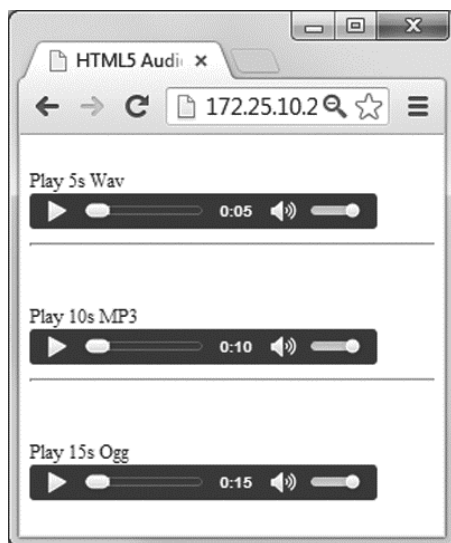 HTML5 Audi
172.25.10.2
Play 5s Wav
0:05
Play 10s MP3
0:10
Play 15s Ogg
0:15